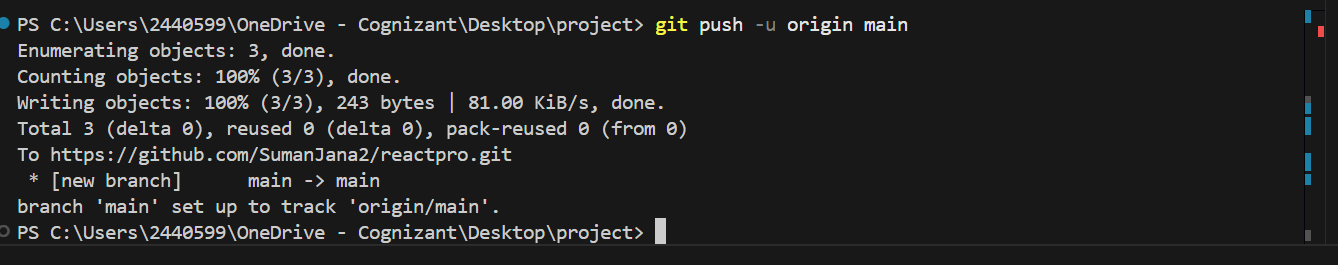 PS C:\Users\2440599\OneDrive - Cognizant\Desktop\project> git push -u origin main
Enumerating objects: 3, done.
Counting objects: 100% (3/3), done.
Writing objects: 100% (3/3), 243 bytes | 81.00 KiB/s, done.
Total 3 (delta 0), reused 0 (delta 0), pack-reused 0 (from 0)
To https://github.com/SumanJana2/reactpro.git
 * [new branch]      main -> main
branch 'main' set up to track 'origin/main'.
PS C:\Users\2440599\OneDrive - Cognizant\Desktop\project>